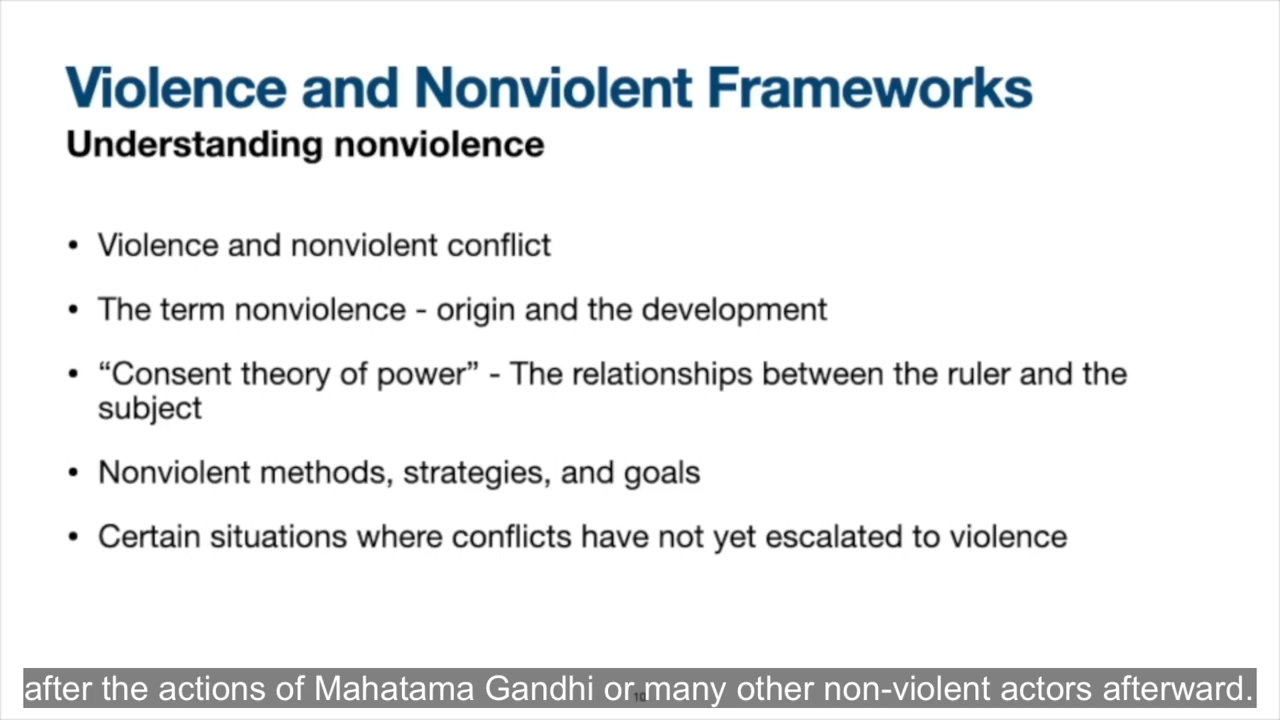 Violence and Nonviolent Frameworks
Understanding nonviolence
• Violence and nonviolent conflict
• The term nonviolence - origin and the development
• “Consent theory of power” - The relationships between the ruler and the
subject
• Nonviolent methods, strategies, and goals
• Certain situations where conflicts have not yet escalated to violence
after the actions of Mahatama Gandhi or many other non-violent actors afterward.